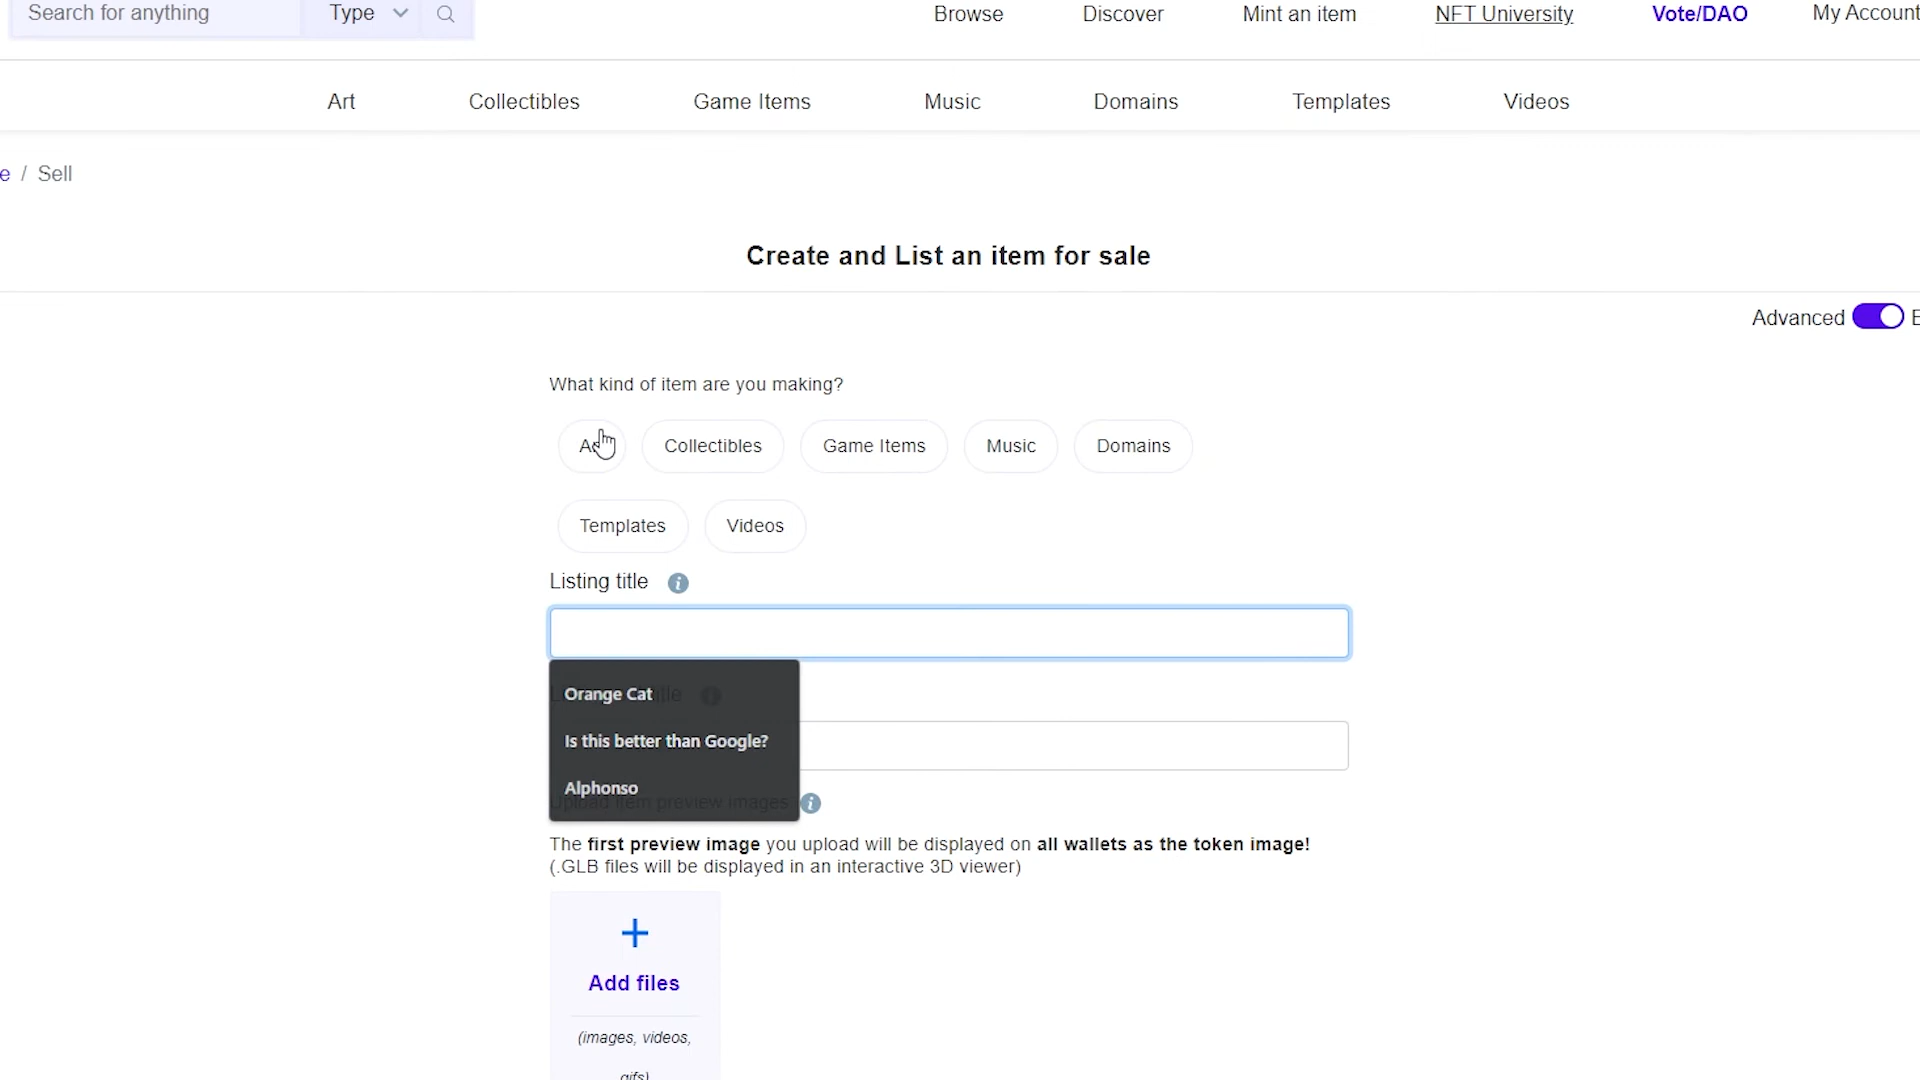 Search for anything
Type
Browse
Discover
Mint an item
NFT University
Vote/DAO
My Account
Art
Collectibles
Game Items
Music
Domains
Templates
Videos
e / Sell
Create and List an item for sale
Advanced
What kind of item are you making?
Collectibles
Game Items
Music
Domains
Templates
Videos
Listing title
Orange Cat
Is this better than Google?
Alphonso
Upload item preview images
The first preview image you upload will be displayed on all wallets as the token image!
(.GLB files will be displayed in an interactive 3D viewer)
Add files
(images, videos,
gifs)